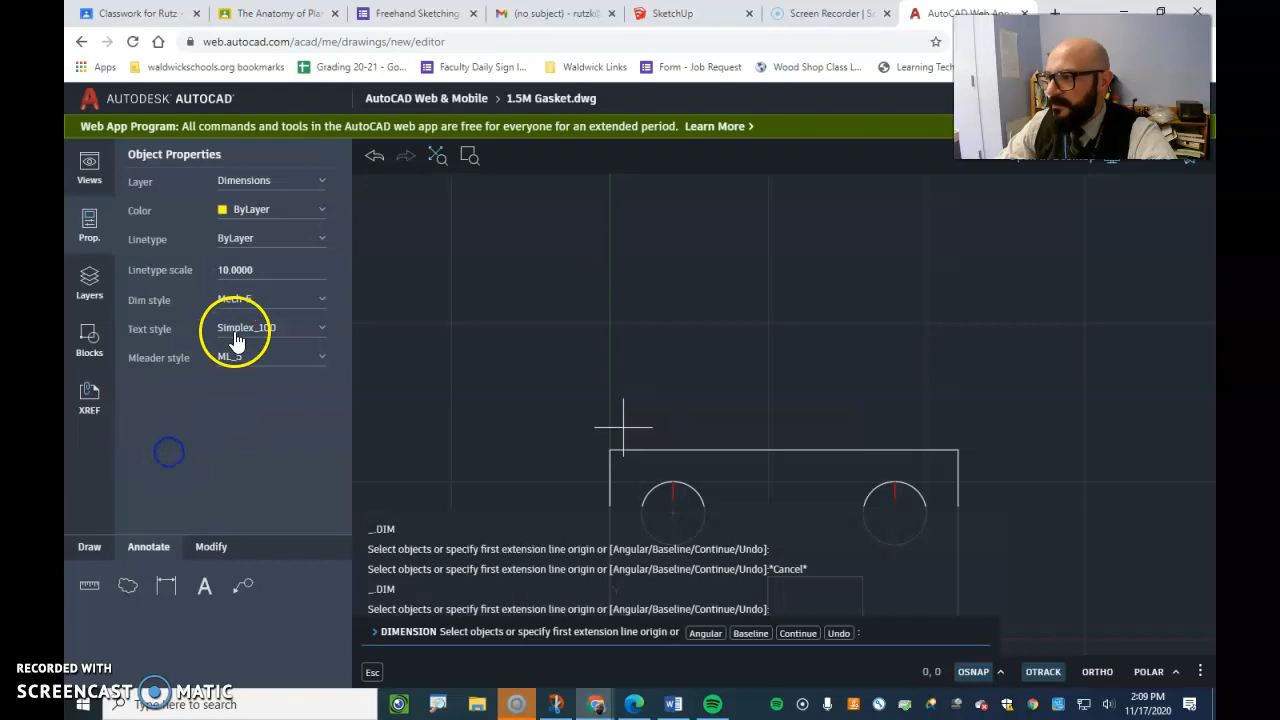 Classwork for Rutz -
The Anatomy of Pla
Freehand Sketching
(no subject) - rutzk@
SketchUp
Screen Recorder | Sc
AutoCAD Web App
web.autocad.com/acad/me/drawings/new/editor
Apps
waldwickschools.org bookmarks
Grading 20-21 - Go...
Faculty Daily Sign I...
Waldwick Links
Form - Job Request
Wood Shop Class L...
Learning Tech
AUTODESK AUTOCAD
AutoCAD Web & Mobile > 1.5M Gasket.dwg
Web App Program: All commands and tools in the AutoCAD web app are free for everyone for an extended period. Learn More >
Views
Prop.
Layers
Blocks
XREF
Object Properties
Layer Dimensions
Color ByLayer
Linetype ByLayer
Linetype scale 10.0000
Dim style Mech-5
Text style Simplex_100
Mleader style ML_5
Draw Annotate Modify
_.DIM
Select objects or specify first extension line origin or [Angular/Baseline/Continue/Undo]:
Select objects or specify first extension line origin or [Angular/Baseline/Continue/Undo]:*Cancel*
_.DIM
Select objects or specify first extension line origin or [Angular/Baseline/Continue/Undo]:
> DIMENSION Select objects or specify first extension line origin or Angular Baseline Continue Undo :
Esc
0, 0 OSNAP OTRACK ORTHO POLAR
RECORDED WITH
SCREENCAST MATIC
Type here to search
2:09 PM
11/17/2020